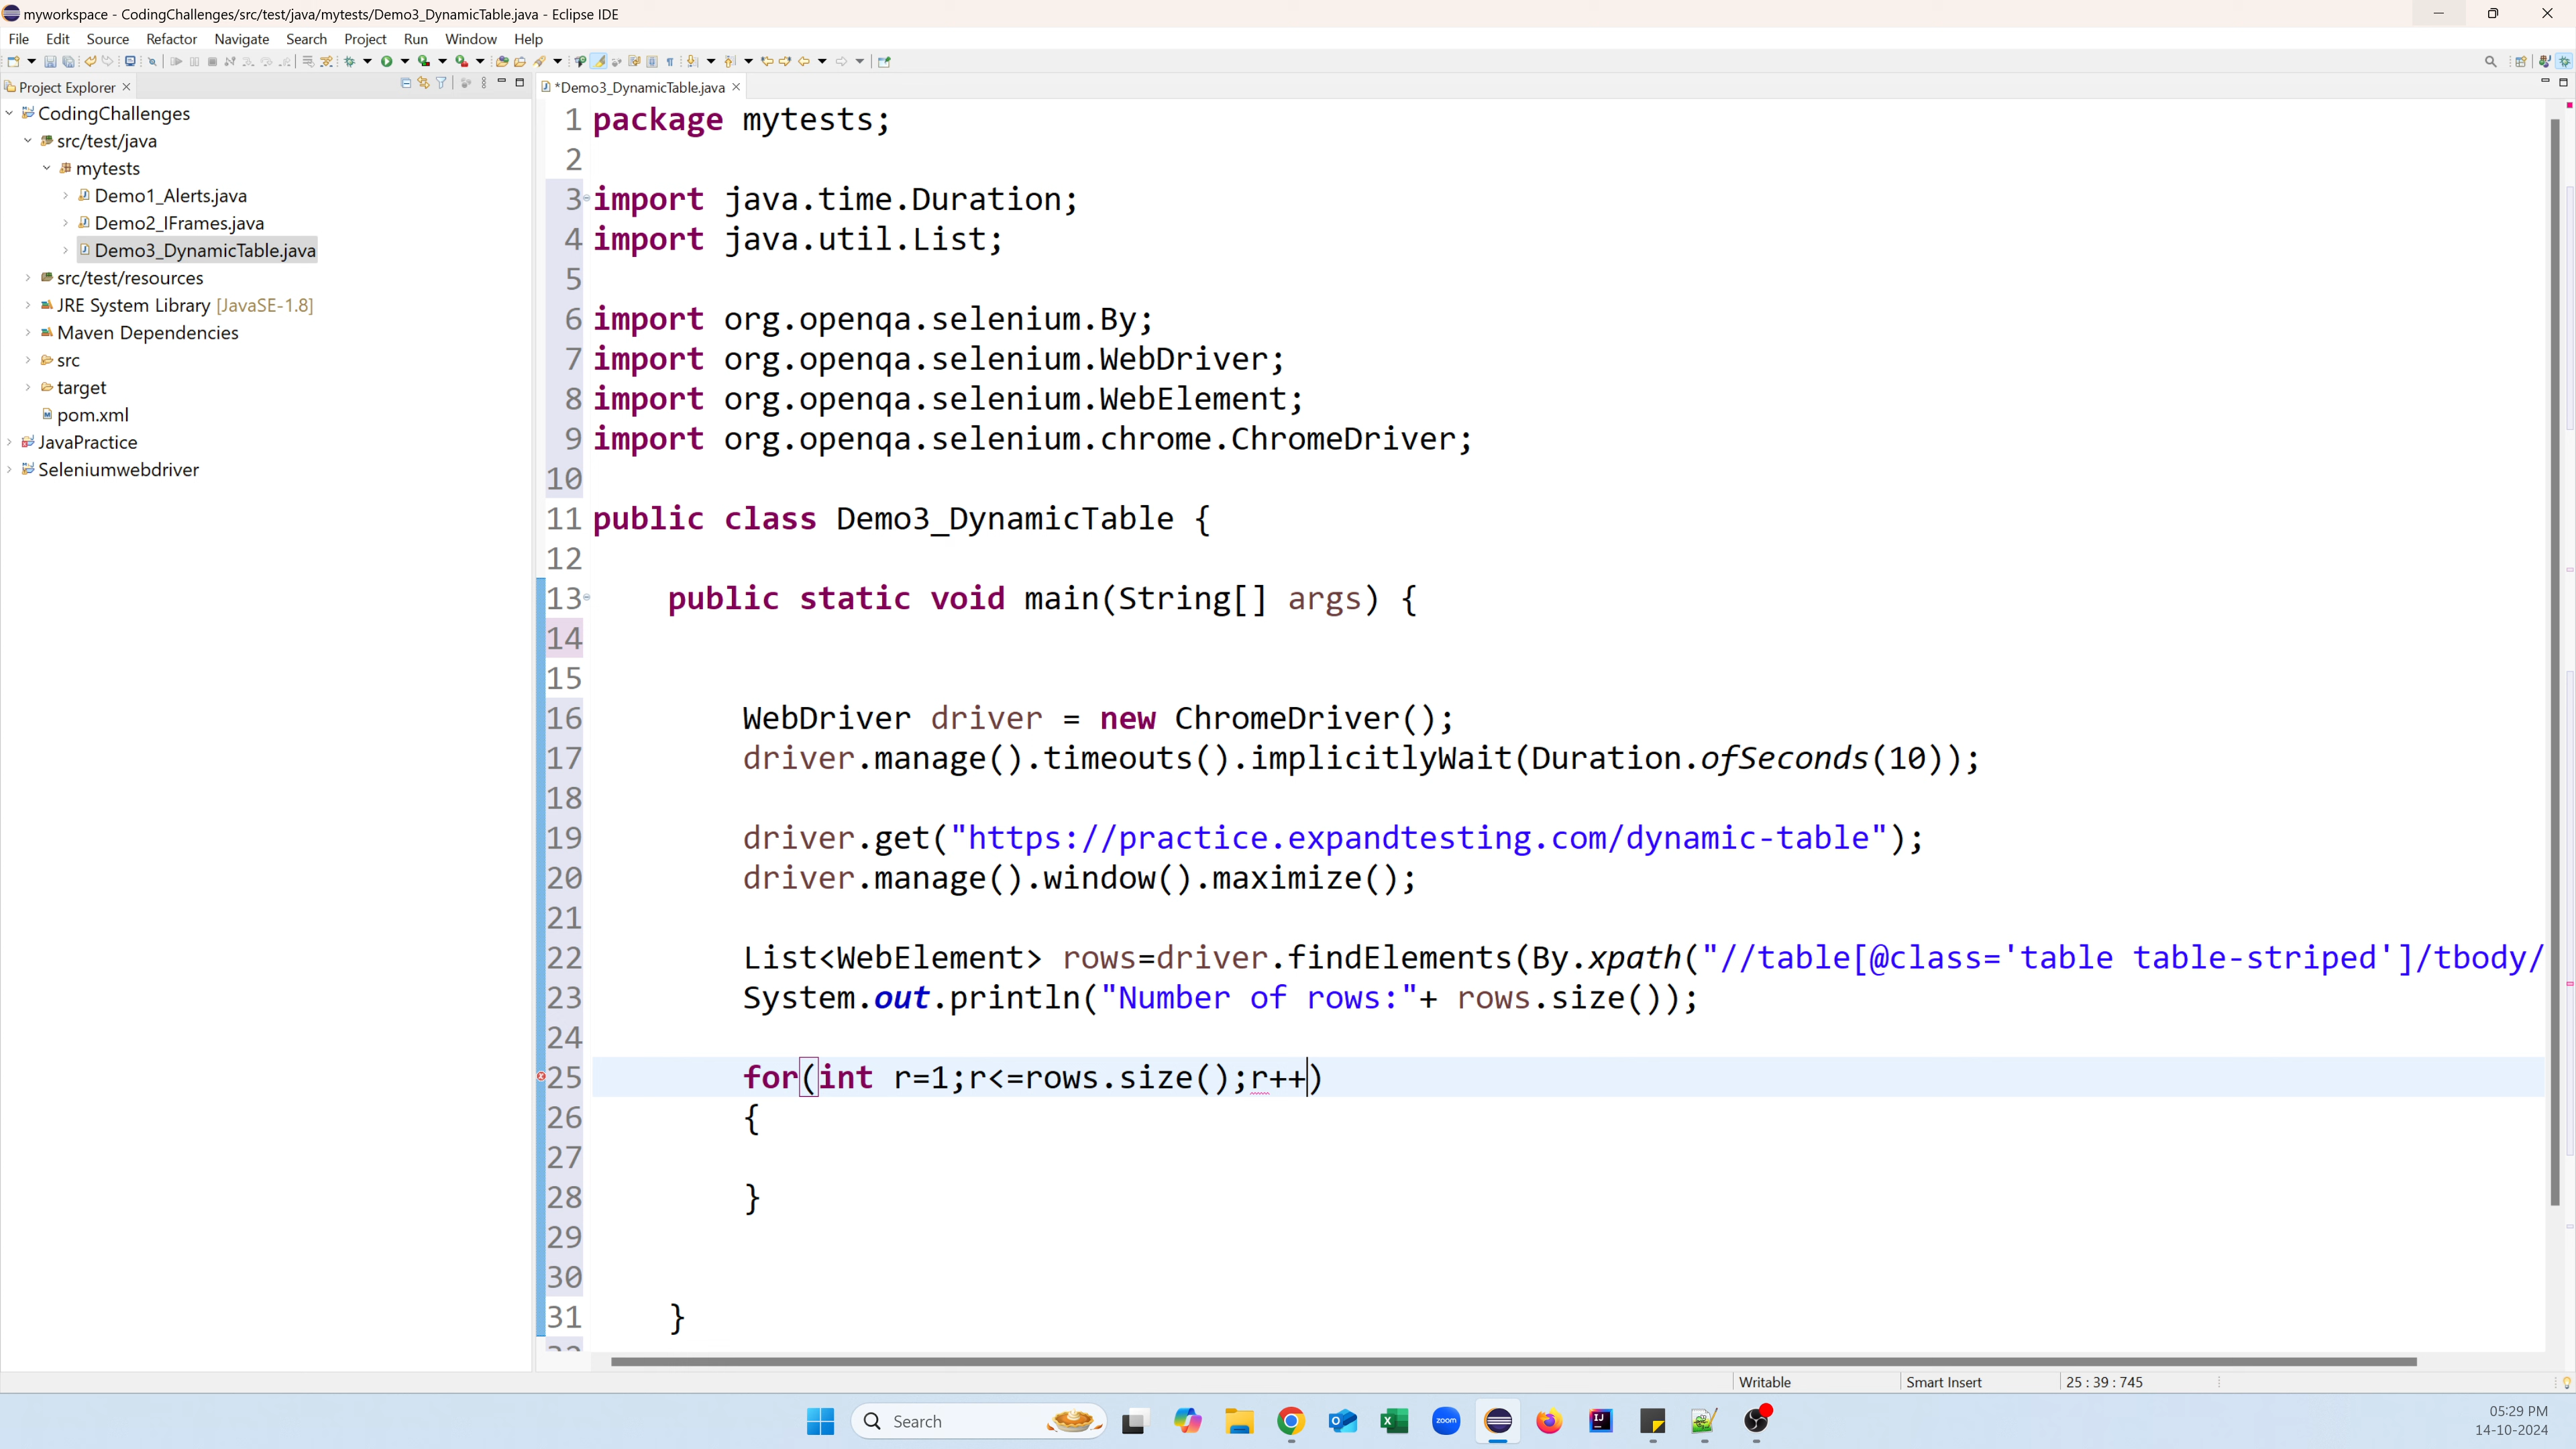 myworkspace - CodingChallenges/src/test/java/mytests/Demo3_DynamicTable.java - Eclipse IDE
File Edit Source Refactor Navigate Search Project Run Window Help
Project Explorer
*Demo3_DynamicTable.java
CodingChallenges
src/test/java
mytests
Demo1_Alerts.java
Demo2_IFrames.java
Demo3_DynamicTable.java
src/test/resources
JRE System Library [JavaSE-1.8]
Maven Dependencies
src
target
pom.xml
JavaPractice
Seleniumwebdriver
1 package mytests;
2
3 import java.time.Duration;
4 import java.util.List;
5
6 import org.openqa.selenium.By;
7 import org.openqa.selenium.WebDriver;
8 import org.openqa.selenium.WebElement;
9 import org.openqa.selenium.chrome.ChromeDriver;
10
11 public class Demo3_DynamicTable {
12
13 public static void main(String[] args) {
14
15
16 WebDriver driver = new ChromeDriver();
17 driver.manage().timeouts().implicitlyWait(Duration.ofSeconds(10));
18
19 driver.get("https://practice.expandtesting.com/dynamic-table");
20 driver.manage().window().maximize();
21
22 List<WebElement> rows=driver.findElements(By.xpath("//table[@class='table table-striped']/tbody/
23 System.out.println("Number of rows:"+ rows.size());
24
25 for(int r=1;r<=rows.size();r++)
26 {
27
28 }
29
30
31 }
Writable Smart Insert 25 : 39 : 745
Search
zoom
05:29 PM
14-10-2024